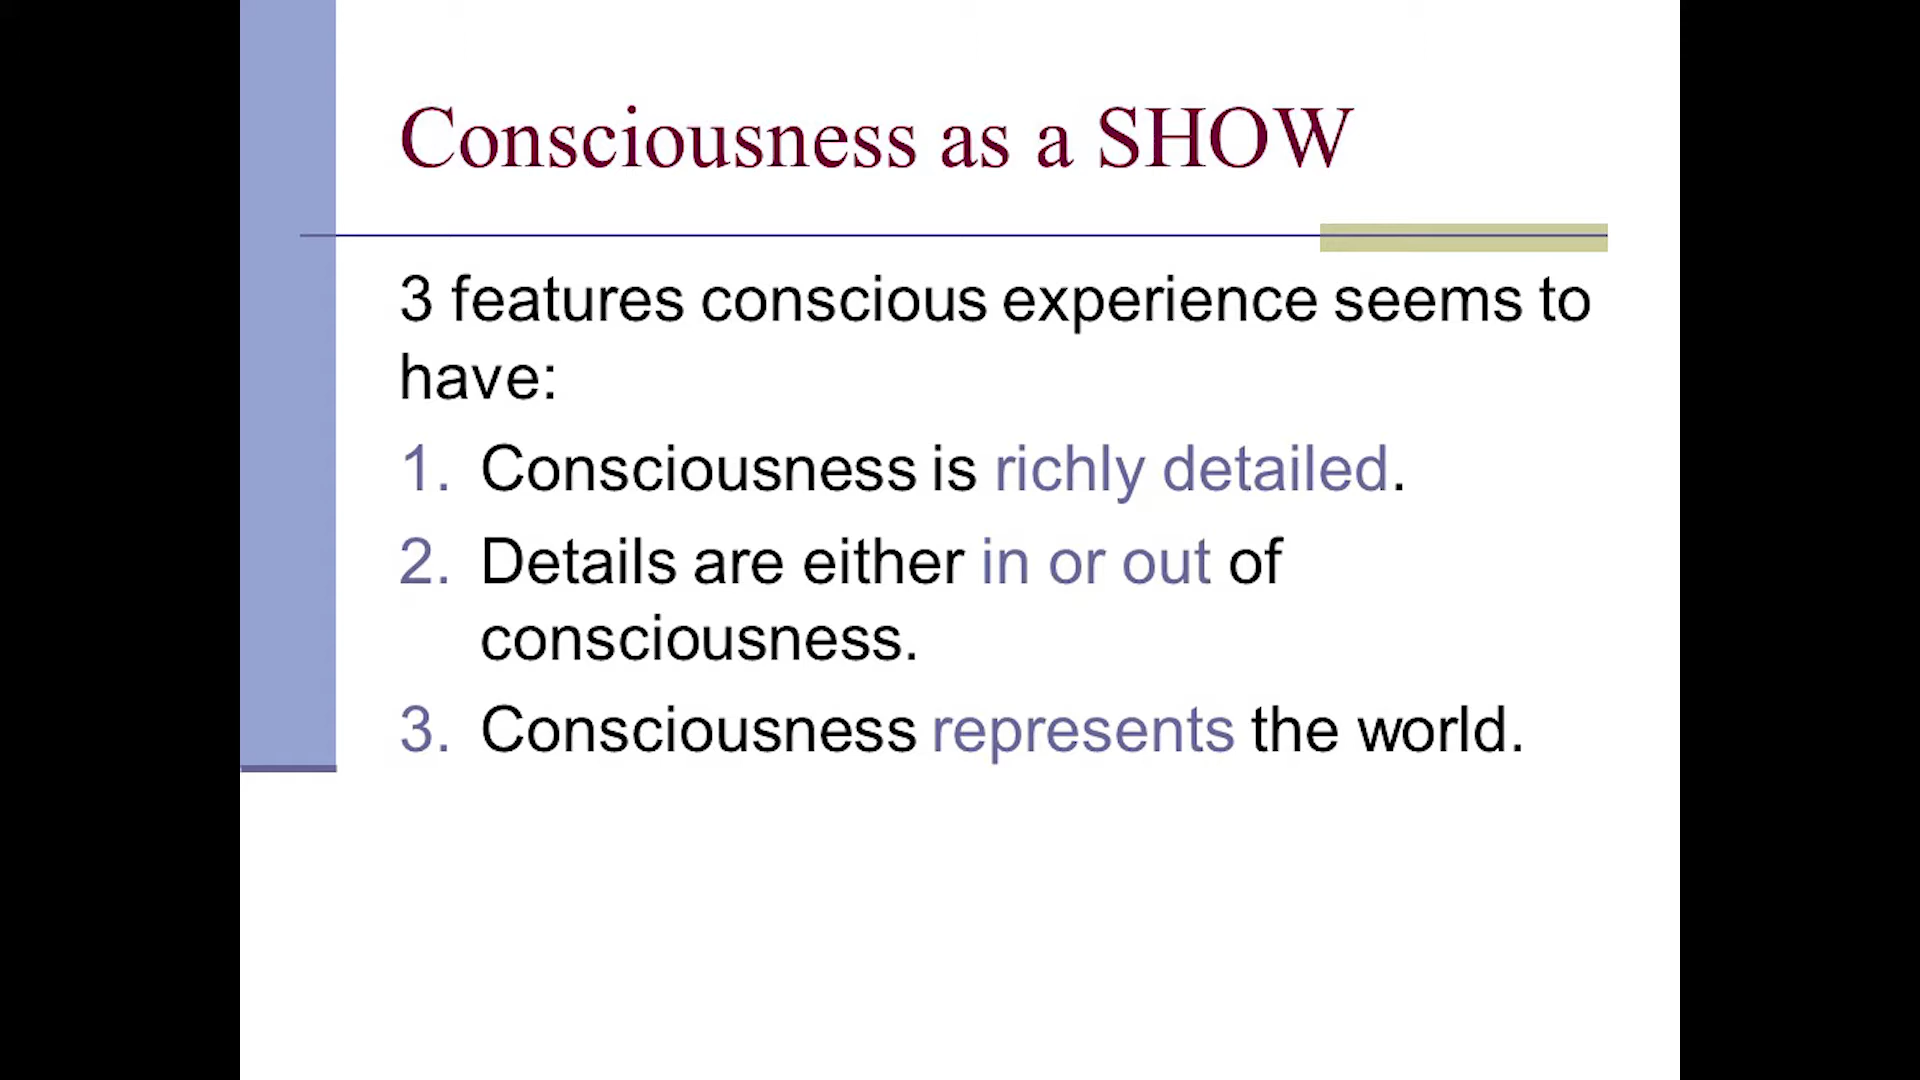 Consciousness as a SHOW
3 features conscious experience seems to
have:
1. Consciousness is richly detailed.
2. Details are either in or out of
consciousness.
3. Consciousness represents the world.